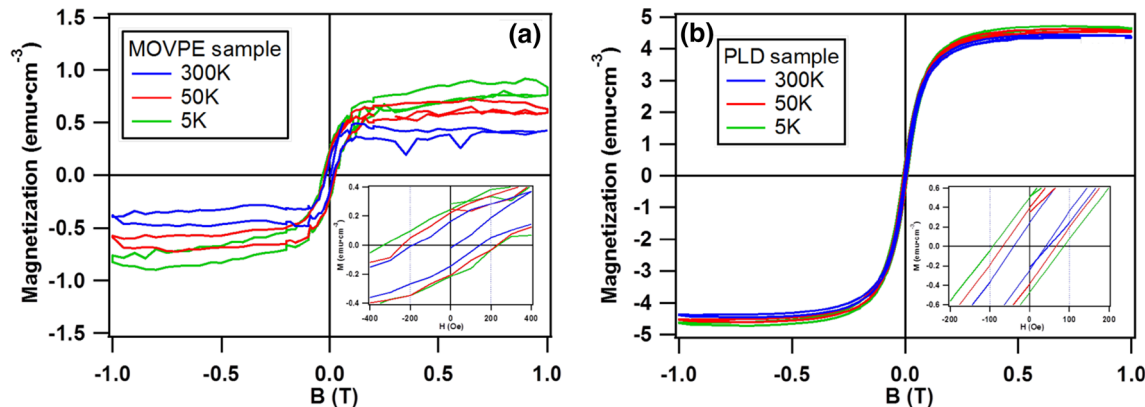 (a)
MOVPE sample
300K
50K
5K
Magnetization (emu•cm-3)
1.5
1.0
0.5
0.0
-0.5
-1.0
-1.5
-1.0
-0.5
0.0
0.5
1.0
B (T)
M (emu•cm-3)
0.4
0.2
0.0
-0.2
-0.4
-400
-200
0
200
400
H (Oe)
(b)
PLD sample
300K
50K
5K
Magnetization (emu•cm-3)
5
4
3
2
1
0
-1
-2
-3
-4
-5
-1.0
-0.5
0.0
0.5
1.0
B (T)
M (emu•cm-3)
0.6
0.4
0.2
0.0
-0.2
-0.4
-0.6
-200
-100
0
100
200
H (Oe)